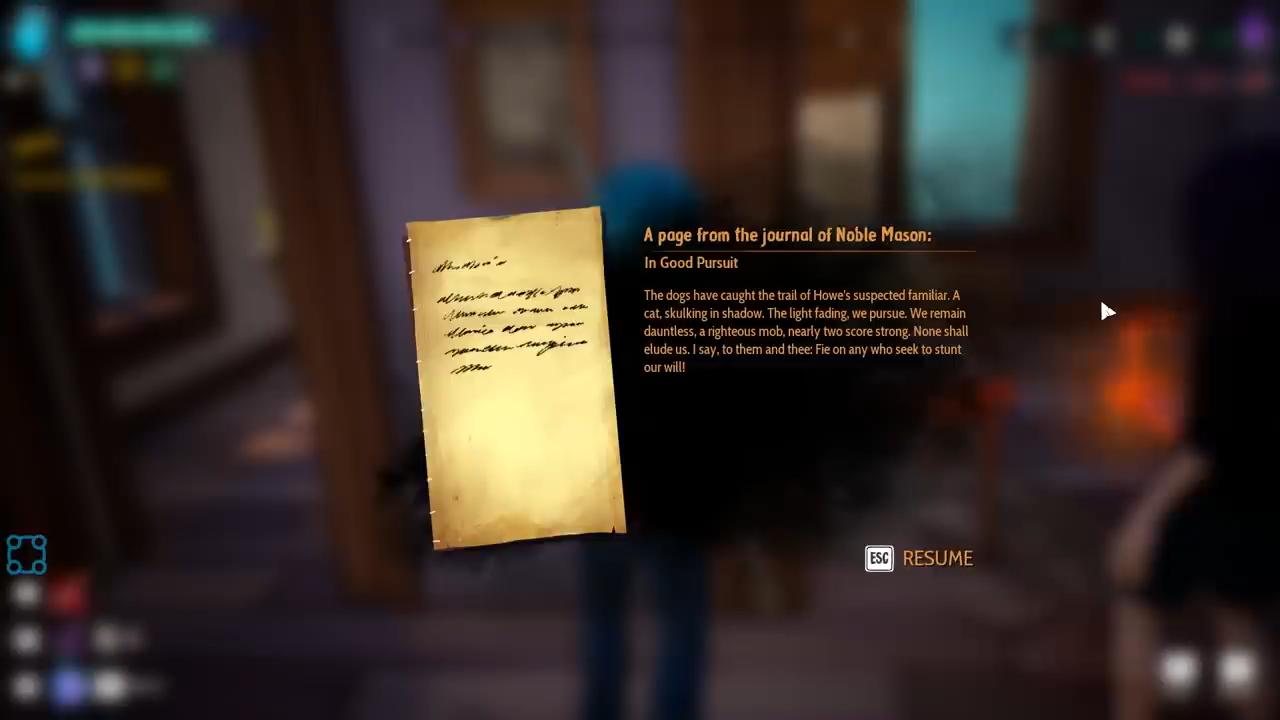 A page from the journal of Noble Mason:
In Good Pursuit
The dogs have caught the trail of Howe's suspected familiar. A
cat, skulking in shadow. The light fading, we pursue. We remain
dauntless, a righteous mob, nearly two score strong. None shall
elude us. I say, to them and thee: Fie on any who seek to stunt
our will!
ESC RESUME